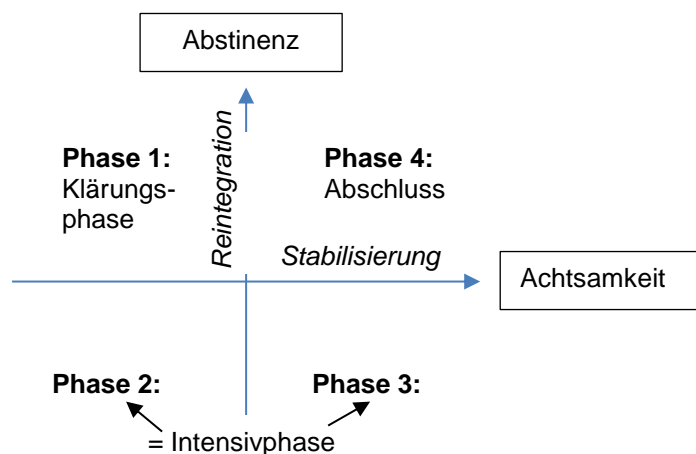 Abstinenz
Reintegration
Phase 1:
Klärungs-
phase
Phase 4:
Abschluss
Stabilisierung
Achtsamkeit
Phase 2:
Phase 3:
= Intensivphase